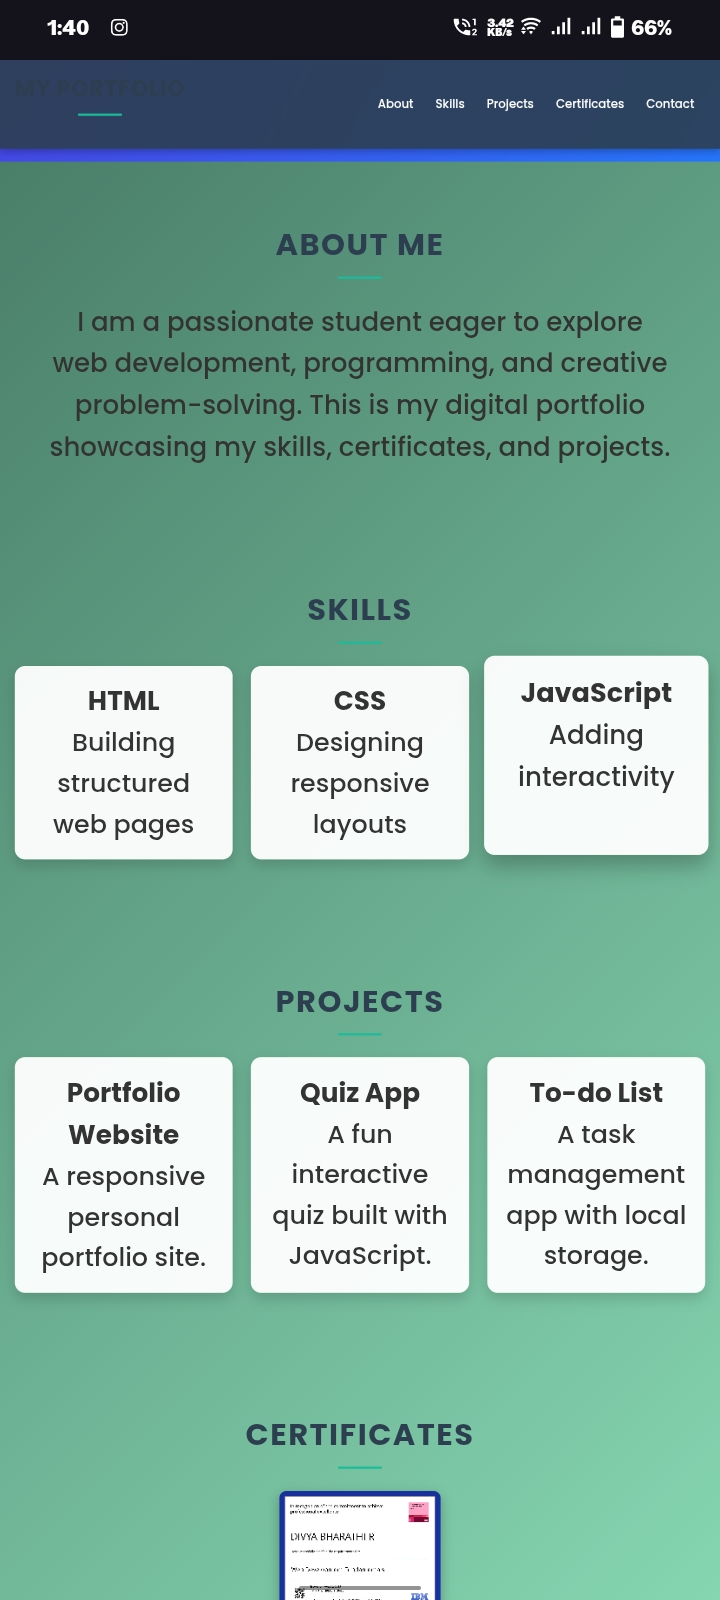 1:40
3.42
KB/s
66%
MY PORTFOLIO
About Skills Projects Certificates Contact
ABOUT ME
I am a passionate student eager to explore
web development, programming, and creative
problem-solving. This is my digital portfolio
showcasing my skills, certificates, and projects.
SKILLS
HTML
Building
structured
web pages
CSS
Designing
responsive
layouts
JavaScript
Adding
interactivity
PROJECTS
Portfolio
Website
A responsive
personal
portfolio site.
Quiz App
A fun
interactive
quiz built with
JavaScript.
To-do List
A task
management
app with local
storage.
CERTIFICATES
DIVYA BHARATHI R
IBM